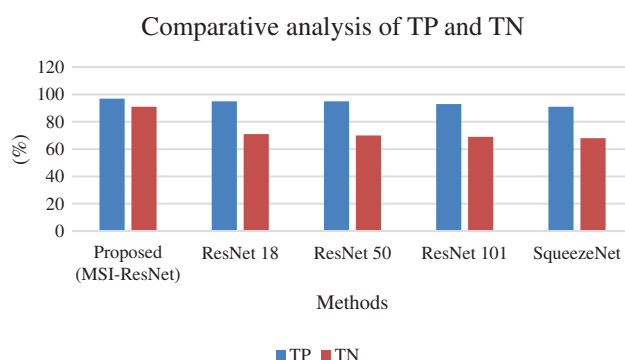 Comparative analysis of TP and TN
120
100
80
60
40
20
0
(%)
Proposed
(MSI-ResNet)
ResNet 18
ResNet 50
ResNet 101
SqueezeNet
Methods
TP TN